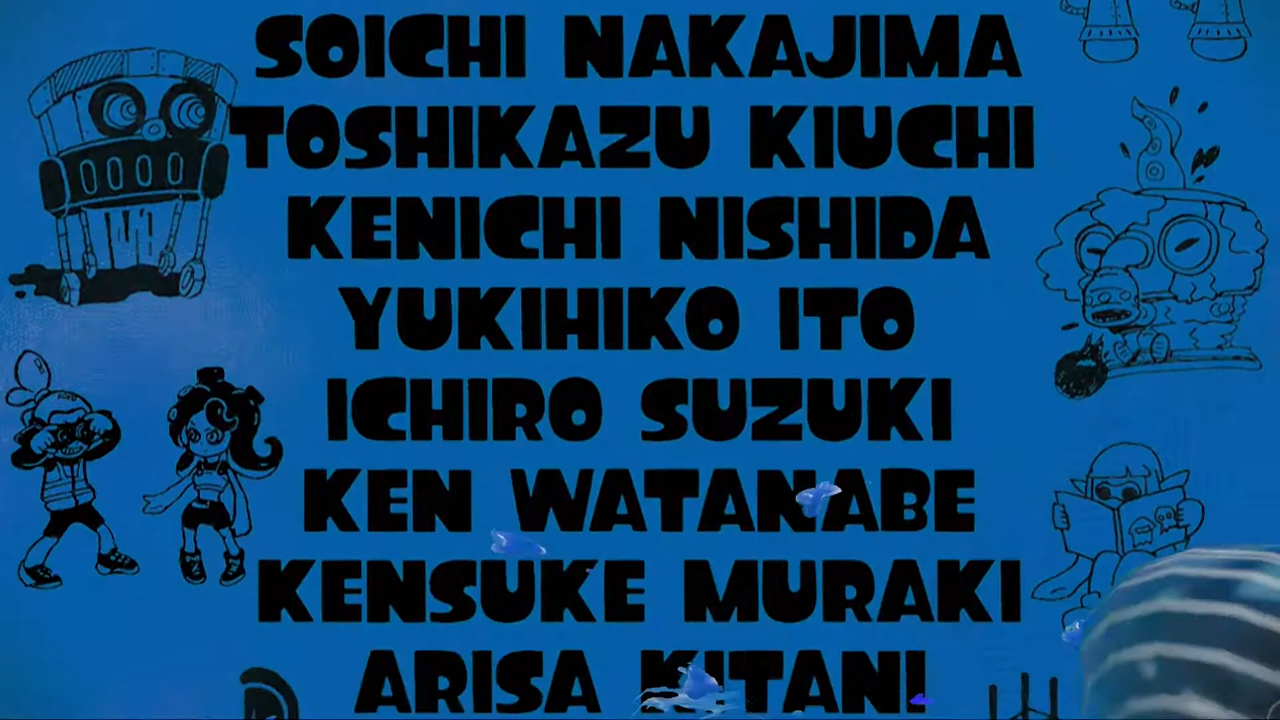 SOICHI NAKAJIMA
TOSHIKAZU KIUCHI
KENICHI NISHIDA
YUKIHIKO ITO
ICHIRO SUZUKI
KEN WATANABE
KENSUKE MURAKI
ARISA KITANI